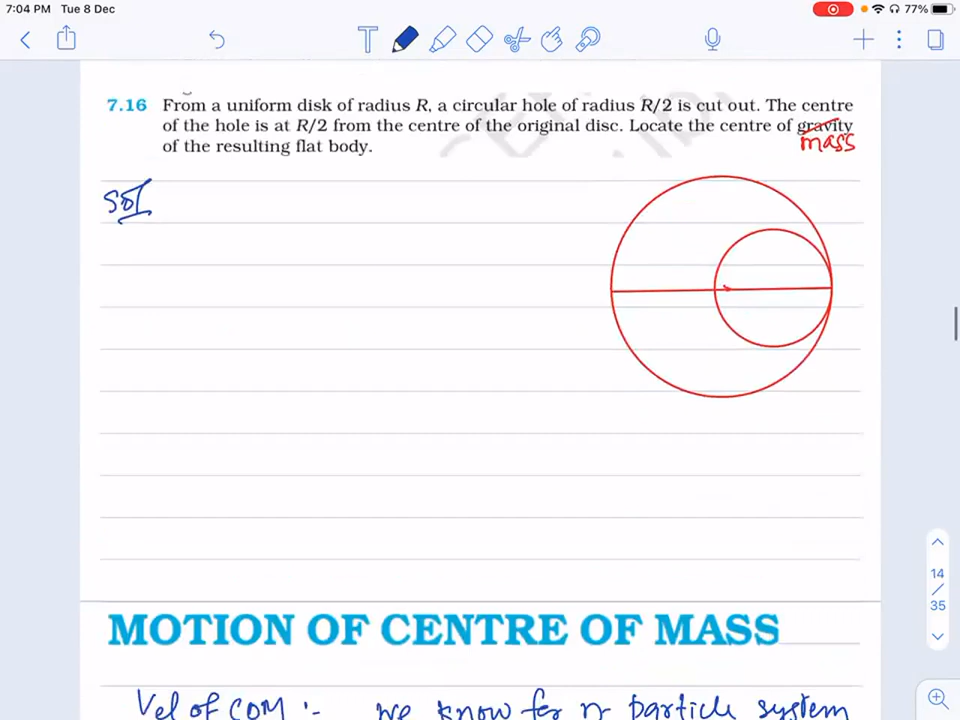 7:04 PM Tue 8 Dec
77%
T
7.16 From a uniform disk of radius R, a circular hole of radius R/2 is cut out. The centre
of the hole is at R/2 from the centre of the original disc. Locate the centre of gravity
mass
of the resulting flat body.
Sol
14
/
35
MOTION OF CENTRE OF MASS
Vel of COM :- We know for n particle system